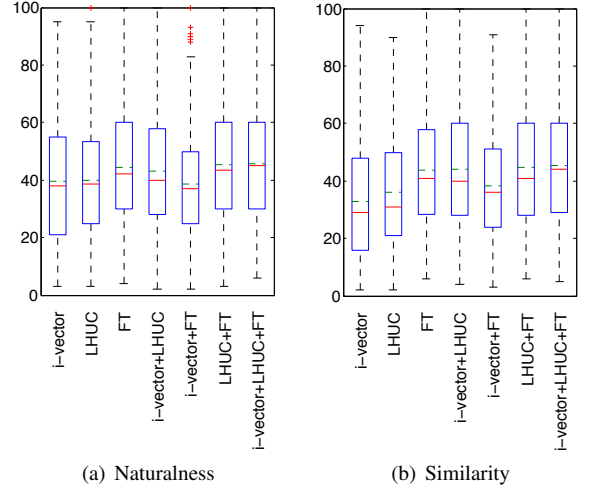 100
80
60
40
20
0
i-vector
LHUC
FT
i-vector+LHUC
i-vector+FT
LHUC+FT
i-vector+LHUC+FT
(a) Naturalness
100
80
60
40
20
0
i-vector
LHUC
FT
i-vector+LHUC
i-vector+FT
LHUC+FT
i-vector+LHUC+FT
(b) Similarity